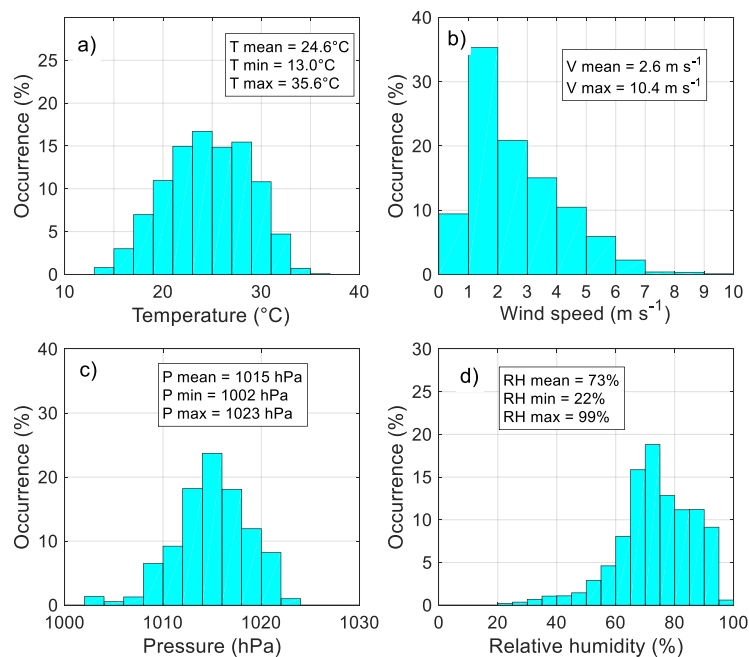 a)
T mean = 24.6°C
T min = 13.0°C
T max = 35.6°C
Occurrence (%)
0
5
10
15
20
25
10
20
30
40
Temperature (°C)
b)
V mean = 2.6 m s⁻¹
V max = 10.4 m s⁻¹
Occurrence (%)
0
10
20
30
40
0
1
2
3
4
5
6
7
8
9
10
Wind speed (m s⁻¹)
c)
P mean = 1015 hPa
P min = 1002 hPa
P max = 1023 hPa
Occurrence (%)
0
10
20
30
40
1000
1010
1020
1030
Pressure (hPa)
d)
RH mean = 73%
RH min = 22%
RH max = 99%
Occurrence (%)
0
5
10
15
20
25
30
0
20
40
60
80
100
Relative humidity (%)